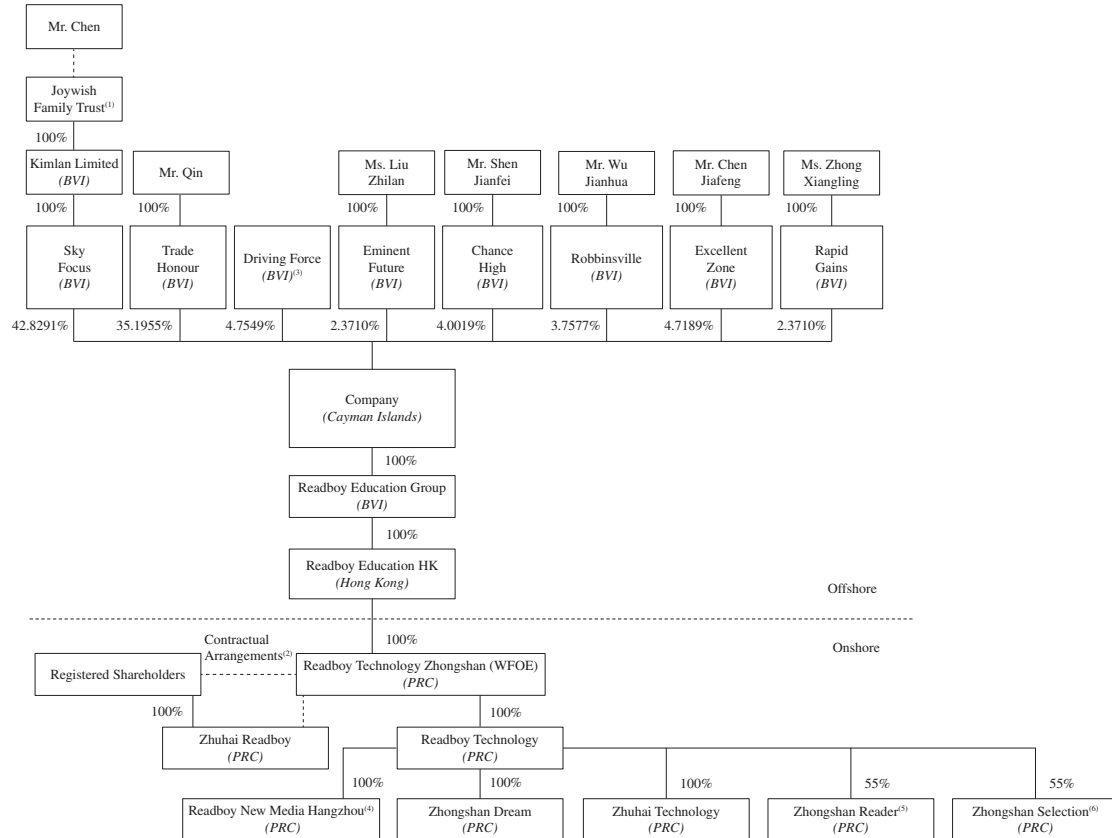 Mr. Chen
Joywish
Family Trust(1)
100%
Kimlan Limited
(BVI)
Mr. Qin
Ms. Liu
Zhilan
Mr. Shen
Jianfei
Mr. Wu
Jianhua
Mr. Chen
Jiafeng
Ms. Zhong
Xiangling
100%
100%
100%
100%
100%
100%
100%
Sky
Focus
(BVI)
Trade
Honour
(BVI)
Driving Force
(BVI)(3)
Eminent
Future
(BVI)
Chance
High
(BVI)
Robbinsville
(BVI)
Excellent
Zone
(BVI)
Rapid
Gains
(BVI)
42.8291%
35.1955%
4.7549%
2.3710%
4.0019%
3.7577%
4.7189%
2.3710%
Company
(Cayman Islands)
100%
Readboy Education Group
(BVI)
100%
Readboy Education HK
(Hong Kong)
Offshore
Onshore
100%
Contractual
Arrangements(2)
Registered Shareholders
Readboy Technology Zhongshan (WFOE)
(PRC)
100%
100%
Zhuhai Readboy
(PRC)
Readboy Technology
(PRC)
100%
100%
100%
55%
55%
Readboy New Media Hangzhou(4)
(PRC)
Zhongshan Dream
(PRC)
Zhuhai Technology
(PRC)
Zhongshan Reader(5)
(PRC)
Zhongshan Selection(6)
(PRC)